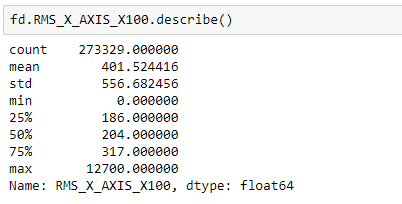 fd.RMS_X_AXIS_X100.describe()
count    273329.000000
mean        401.524416
std         556.682456
min           0.000000
25%         186.000000
50%         204.000000
75%         317.000000
max       12700.000000
Name: RMS_X_AXIS_X100, dtype: float64